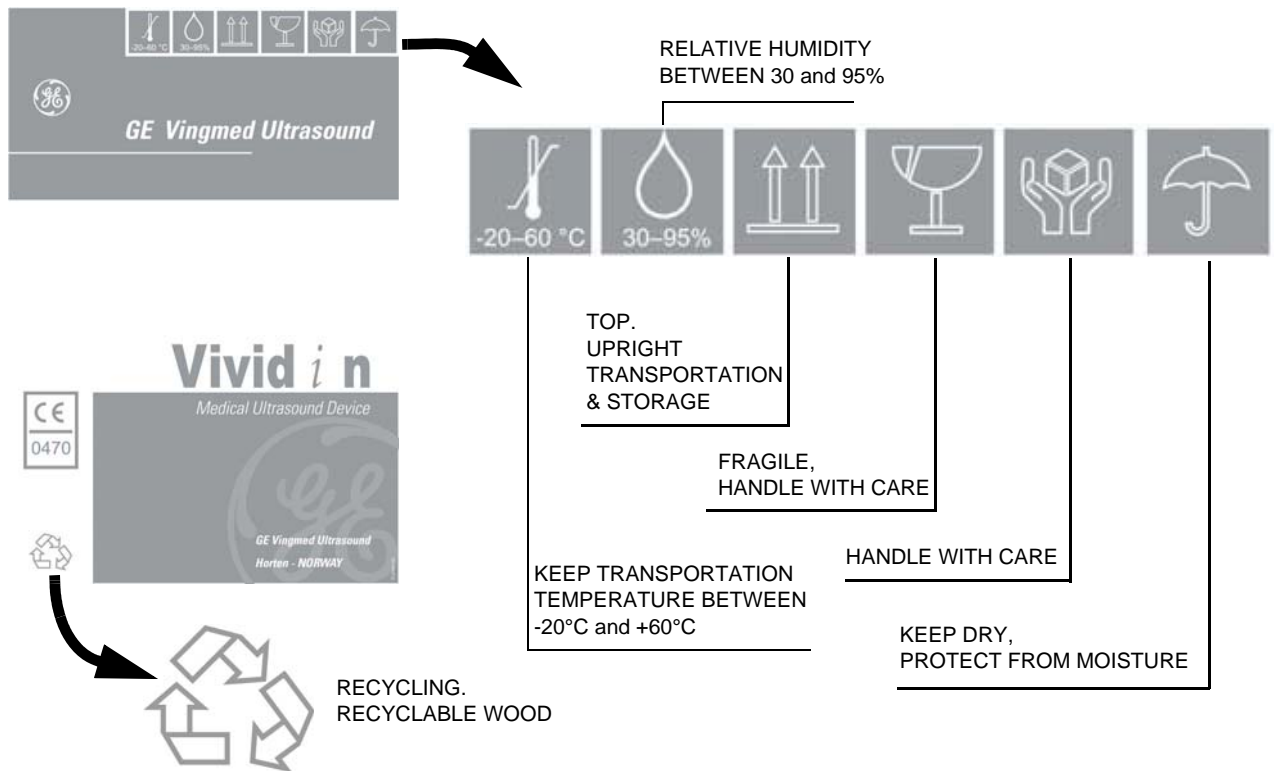 -20–60 °C 30–95%
GE
GE Vingmed Ultrasound
RELATIVE HUMIDITY
BETWEEN 30 and 95%
-20–60 °C
30–95%
TOP.
UPRIGHT
TRANSPORTATION
& STORAGE
FRAGILE,
HANDLE WITH CARE
HANDLE WITH CARE
KEEP TRANSPORTATION
TEMPERATURE BETWEEN
-20°C and +60°C
KEEP DRY,
PROTECT FROM MOISTURE
Vivid i n
Medical Ultrasound Device
CE
0470
GE
GE Vingmed Ultrasound
Horten - NORWAY
RECYCLING.
RECYCLABLE WOOD